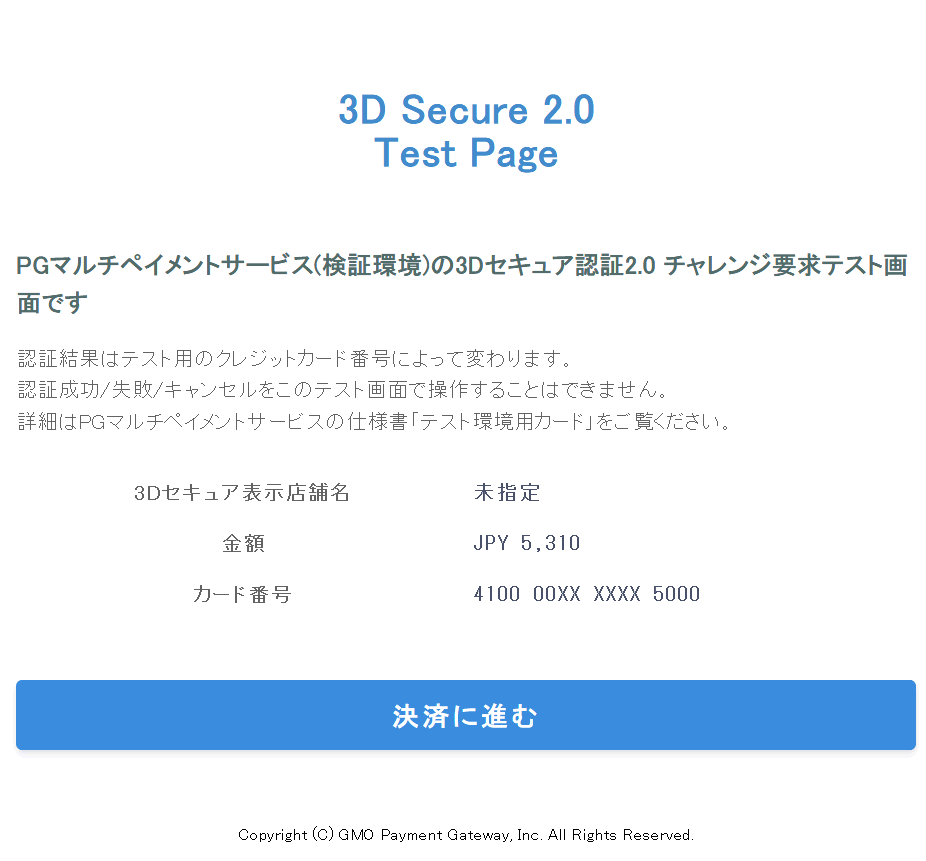 3D Secure 2.0
Test Page
PGマルチペイメントサービス(検証環境)の3Dセキュア認証2.0 チャレンジ要求テスト画
面です
認証結果はテスト用のクレジットカード番号によって変わります。
認証成功/失敗/キャンセルをこのテスト画面で操作することはできません。
詳細はPGマルチペイメントサービスの仕様書「テスト環境用カード」をご覧ください。
3Dセキュア表示店舗名 未指定
金額 JPY 5,310
カード番号 4100 00XX XXXX 5000
決済に進む
Copyright (C) GMO Payment Gateway, Inc. All Rights Reserved.